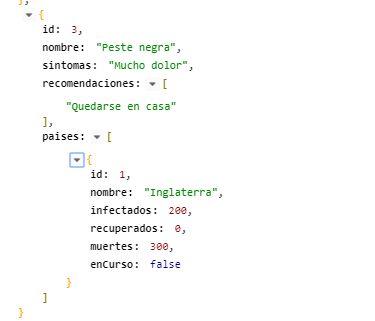 },
{
id: 3,
nombre: "Peste negra",
sintomas: "Mucho dolor",
recomendaciones: [
"Quedarse en casa"
],
paises: [
{
id: 1,
nombre: "Inglaterra",
infectados: 200,
recuperados: 0,
muertes: 300,
enCurso: false
}
]
}